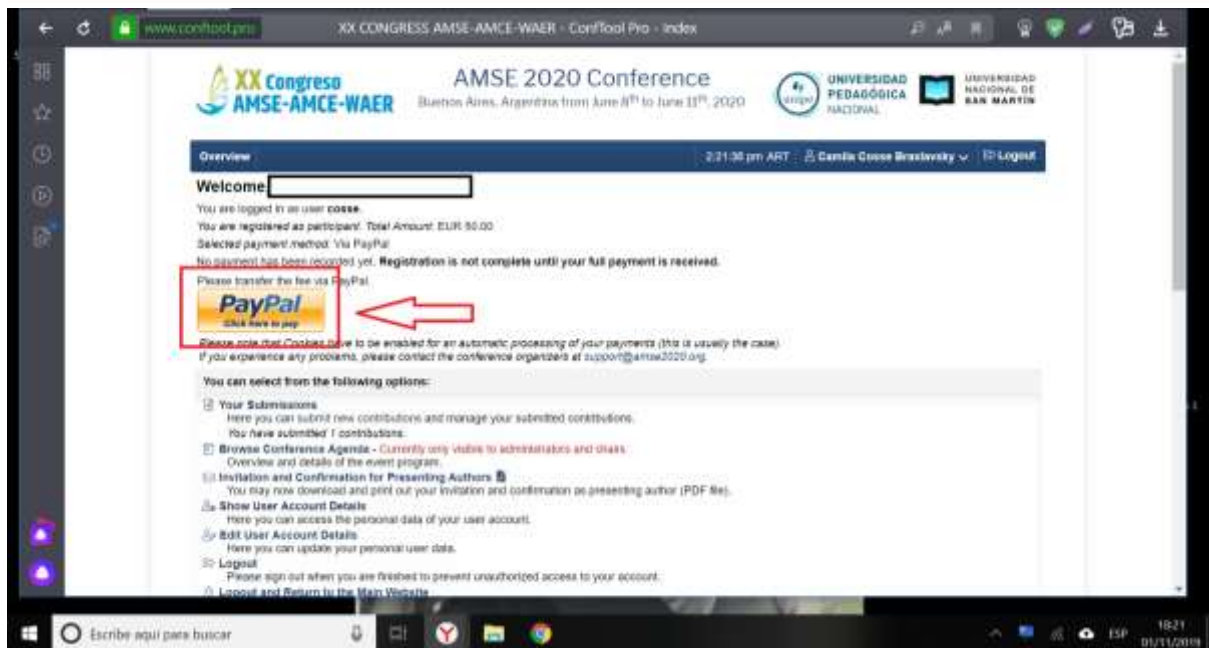 www.conftool.pro
XX CONGRESS AMSE-AMCE-WAER - ConfTool Pro - Index
XX Congreso
AMSE-AMCE-WAER
AMSE 2020 Conference
Buenos Aires, Argentina from June 8th to June 11th, 2020
unipe
UNIVERSIDAD
PEDAGÓGICA
NACIONAL
UNIVERSIDAD
NACIONAL DE
SAN MARTÍN
Overview
2:21:36 pm ART
Camila Cosse Braslavsky
Logout
Welcome
You are logged in as user cosse.
You are registered as participant. Total Amount: EUR 50.00
Selected payment method: Via PayPal
No payment has been recorded yet. Registration is not complete until your full payment is received.
Please transfer the fee via PayPal.
PayPal
Click here to pay
Please note that Cookies have to be enabled for an automatic processing of your payments (this is usually the case).
If you experience any problems, please contact the conference organizers at support@amse2020.org.
You can select from the following options:
Your Submissions
Here you can submit new contributions and manage your submitted contributions.
You have submitted 1 contributions.
Browse Conference Agenda - Currently only visible to administrators and chairs
Overview and details of the event program.
Invitation and Confirmation for Presenting Authors
You may now download and print out your invitation and confirmation as presenting author (PDF file).
Show User Account Details
Here you can access the personal data of your user account.
Edit User Account Details
Here you can update your personal user data.
Logout
Please sign out when you are finished to prevent unauthorized access to your account.
Logout and Return to the Main Website
Escribe aquí para buscar
ESP
18:21
01/11/2019